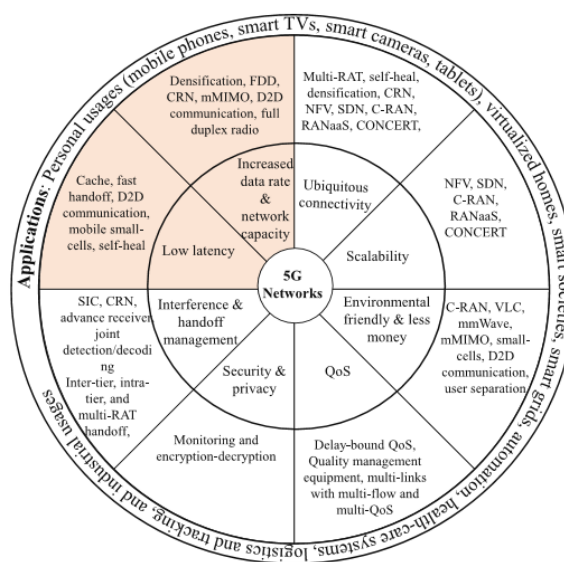 Applications: Personal usages (mobile phones, smart TVs, smart cameras, tablets), virtualized homes, smart societies, smart grids, automation, health-care systems, logistics and tracking and industrial usages
Densification, FDD,
CRN, mMIMO, D2D
communication, full
duplex radio
Multi-RAT, self-heal,
densification, CRN,
NFV, SDN, C-RAN,
RANaaS, CONCERT,
Cache, fast
handoff, D2D
communication,
mobile small-
cells, self-heal
Increased
data rate
& network
capacity
Ubiquitous
connectivity
NFV, SDN,
C-RAN,
RANaaS,
CONCERT
Low latency
Scalability
5G
Networks
SIC, CRN,
advance receiver,
joint
detection/decoding
Inter-tier, intra-
tier, and
multi-RAT
handoff,
Interference &
handoff
management
Environmental
friendly & less
money
C-RAN, VLC,
mmWave,
mMIMO, small-
cells, D2D
communication,
user separation
Security &
privacy
QoS
Monitoring and
encryption-decryption
Delay-bound QoS,
Quality management
equipment, multi-links
with multi-flow and
multi-QoS